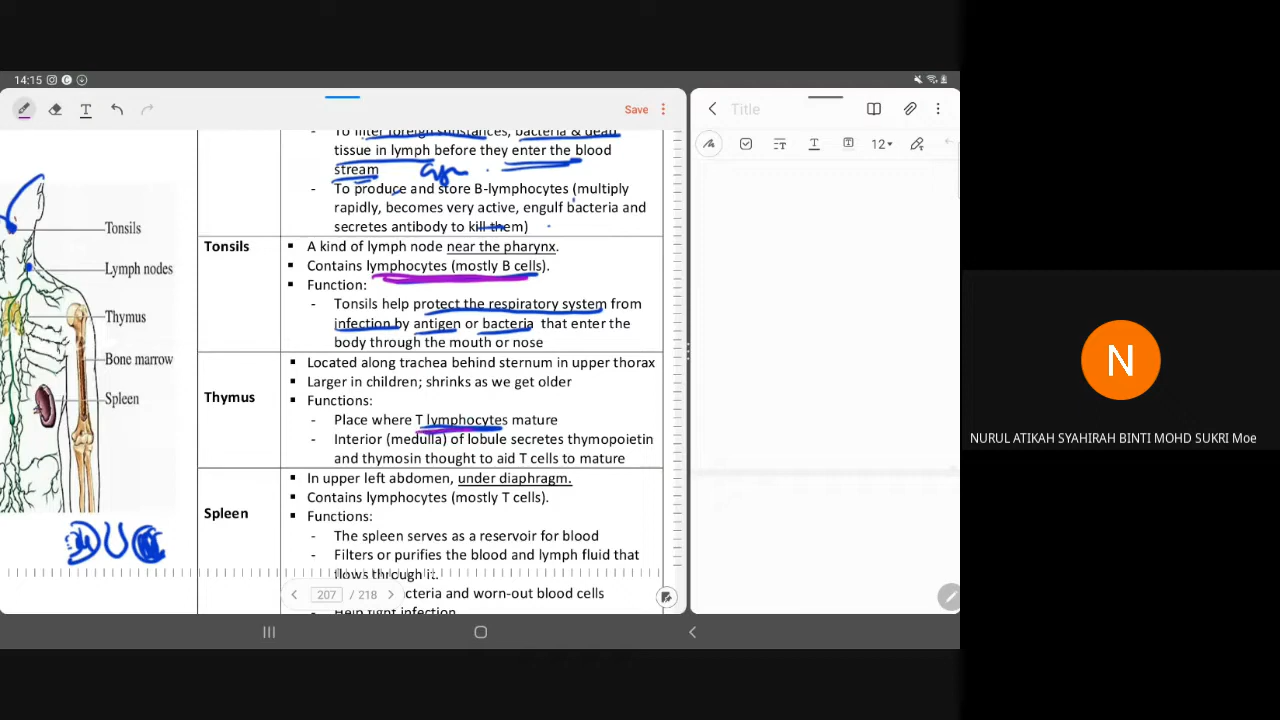 14:15
Save
Title
12
To filter foreign substances, bacteria & dead
tissue in lymph before they enter the blood
stream
- To produce and store B-lymphocytes (multiply
rapidly, becomes very active, engulf bacteria and
secretes antibody to kill them)
Tonsils
▪ A kind of lymph node near the pharynx.
▪ Contains lymphocytes (mostly B cells).
▪ Function:
- Tonsils help protect the respiratory system from
infection by antigen or bacteria that enter the
body through the mouth or nose
Thymus
▪ Located along trachea behind sternum in upper thorax
▪ Larger in children; shrinks as we get older
▪ Functions:
- Place where T lymphocytes mature
- Interior (medulla) of lobule secretes thymopoietin
and thymosin thought to aid T cells to mature
Spleen
▪ In upper left abdomen, under diaphragm.
▪ Contains lymphocytes (mostly T cells).
▪ Functions:
- The spleen serves as a reservoir for blood
- Filters or purifies the blood and lymph fluid that
flows through it.
cteria and worn-out blood cells
- Help fight infection
Tonsils
Lymph nodes
Thymus
Bone marrow
Spleen
207 / 218
N
NURUL ATIKAH SYAHIRAH BINTI MOHD SUKRI Moe